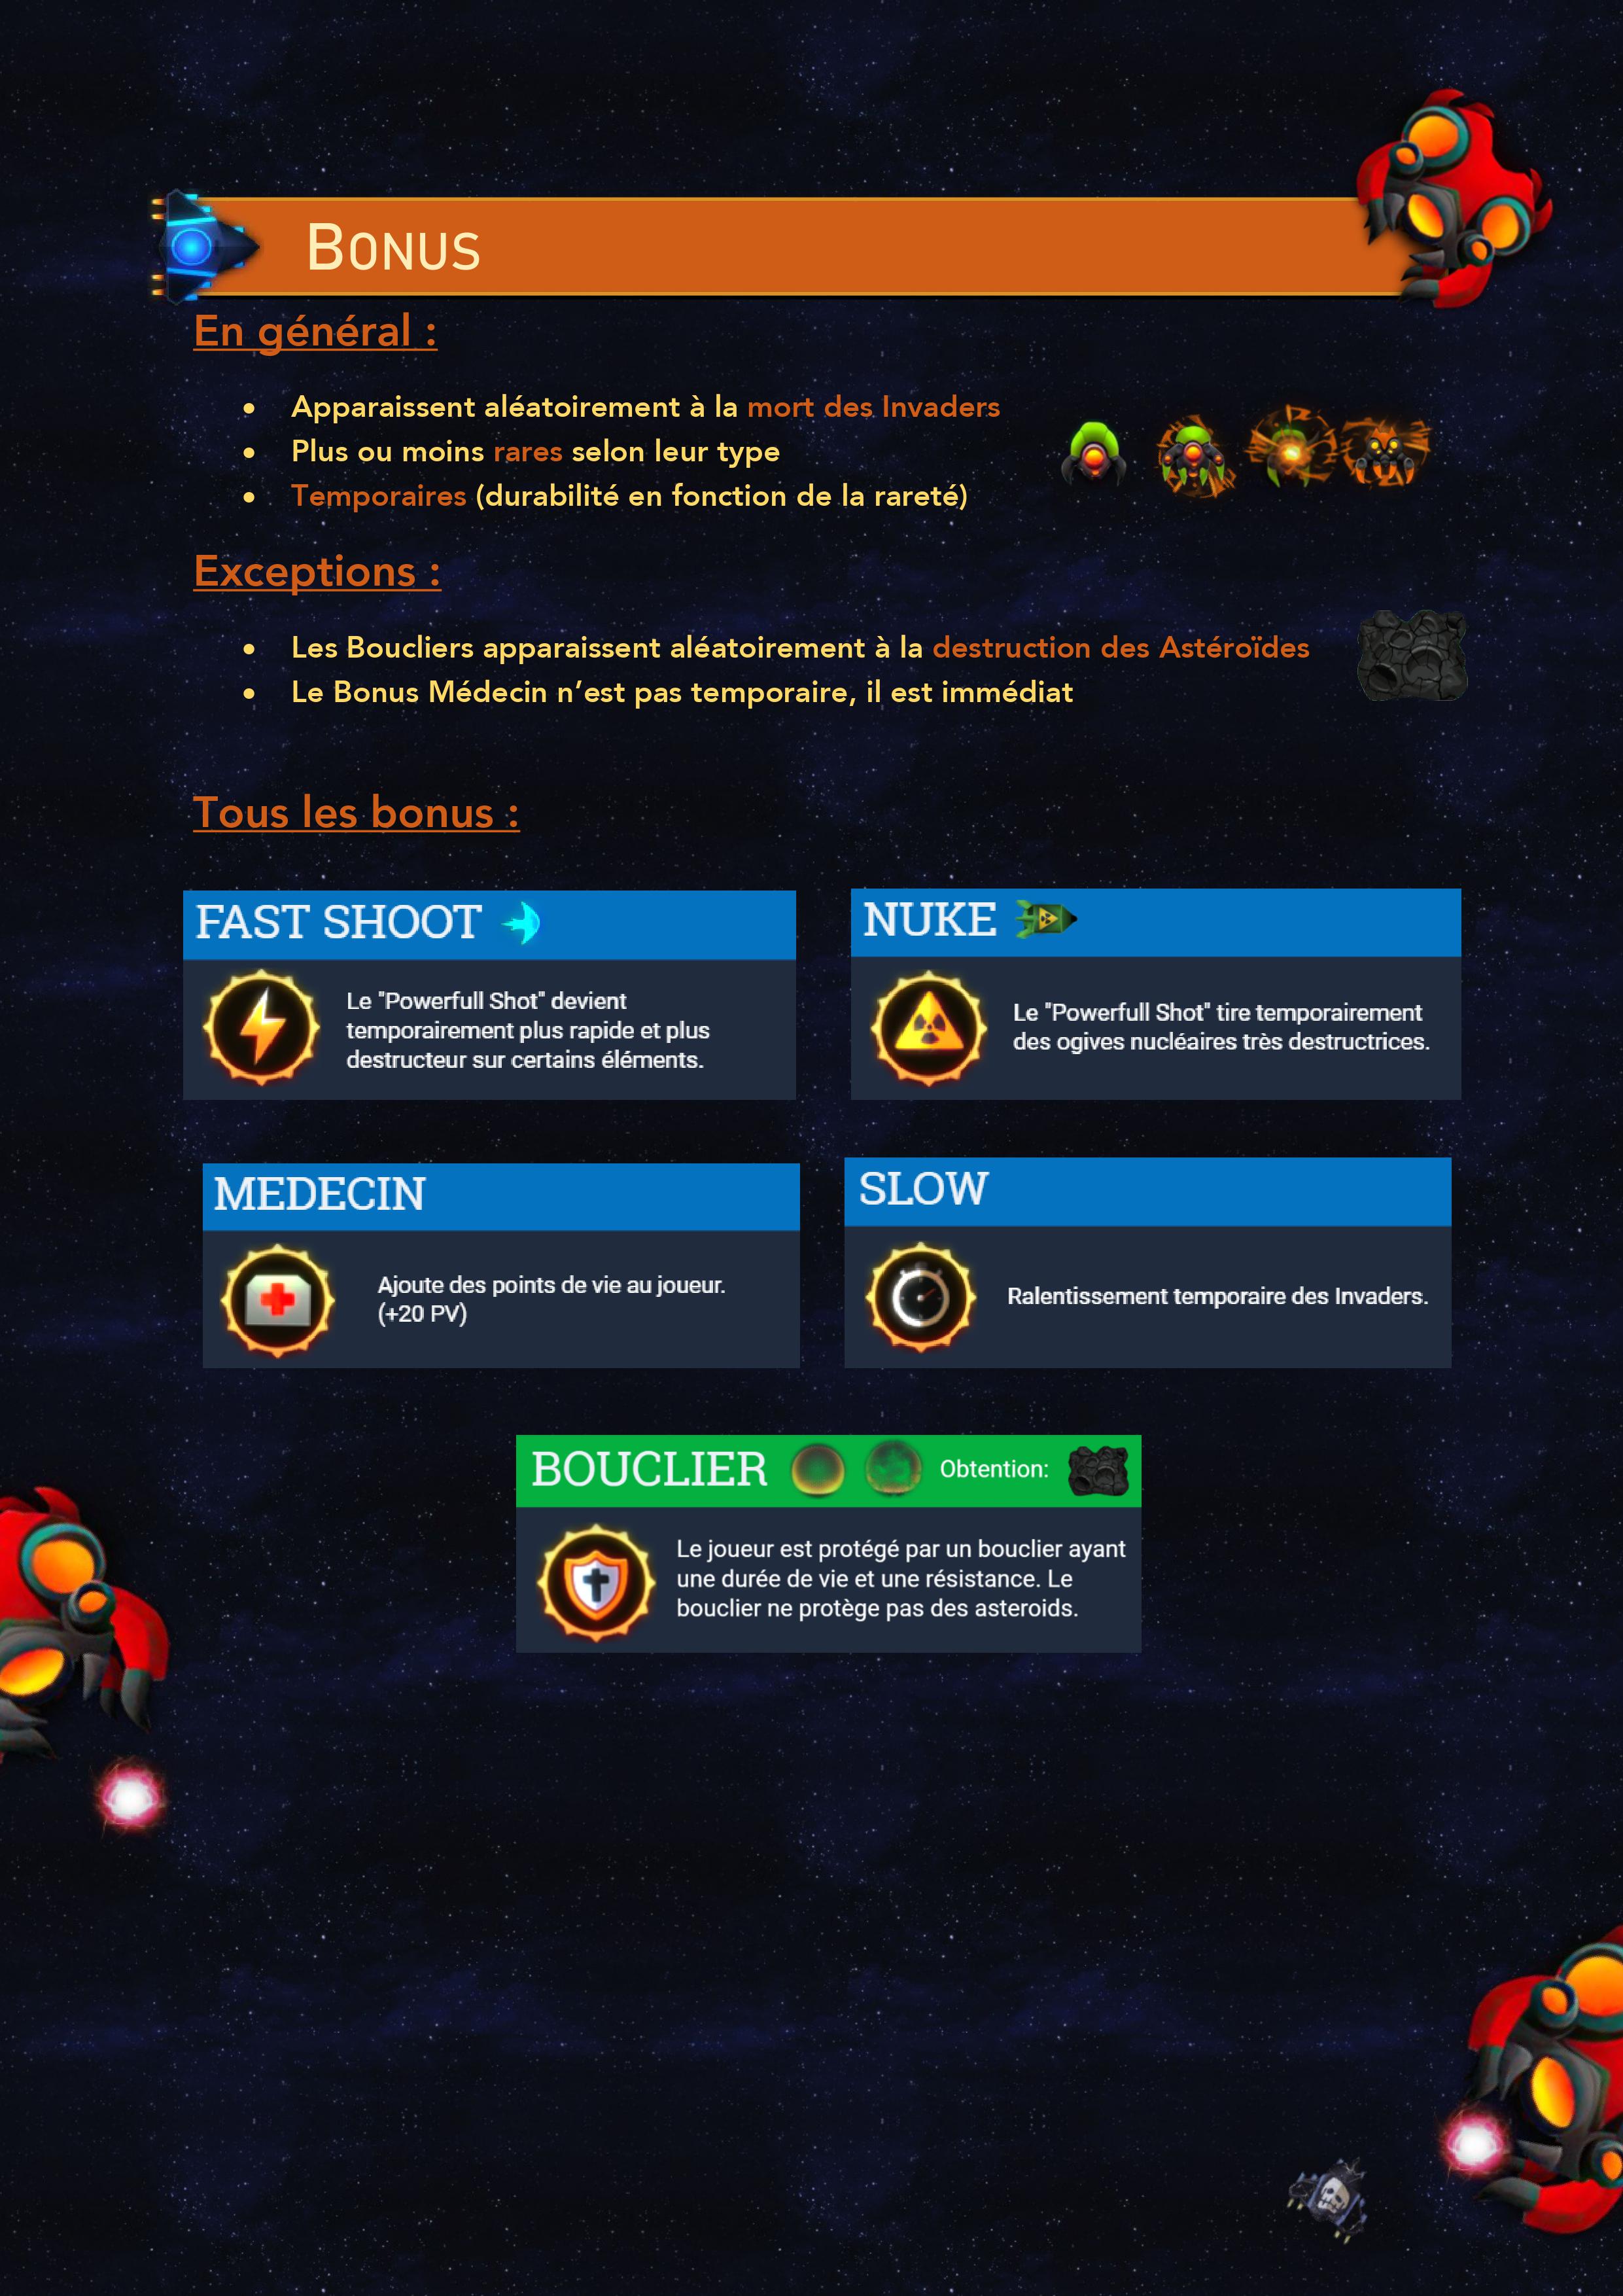 BONUS
En général :
• Apparaissent aléatoirement à la mort des Invaders
• Plus ou moins rares selon leur type
• Temporaires (durabilité en fonction de la rareté)
Exceptions :
• Les Boucliers apparaissent aléatoirement à la destruction des Astéroïdes
• Le Bonus Médecin n’est pas temporaire, il est immédiat
Tous les bonus :
FAST SHOOT
Le "Powerfull Shot" devient
temporairement plus rapide et plus
destructeur sur certains éléments.
NUKE
Le "Powerfull Shot" tire temporairement
des ogives nucléaires très destructrices.
MEDECIN
Ajoute des points de vie au joueur.
(+20 PV)
SLOW
Ralentissement temporaire des Invaders.
BOUCLIER Obtention:
Le joueur est protégé par un bouclier ayant
une durée de vie et une résistance. Le
bouclier ne protège pas des asteroids.